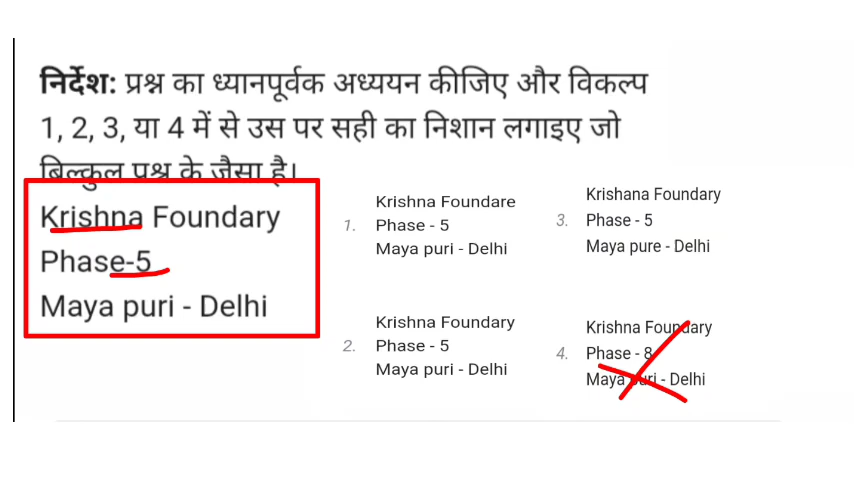 निर्देश: प्रश्न का ध्यानपूर्वक अध्ययन कीजिए और विकल्प
1, 2, 3, या 4 में से उस पर सही का निशान लगाइए जो
बिल्कुल प्रश्न के जैसा है।
Krishna Foundary
Phase-5
Maya puri - Delhi
1.
Krishna Foundare
Phase - 5
Maya puri - Delhi
2.
Krishna Foundary
Phase - 5
Maya puri - Delhi
3.
Krishana Foundary
Phase - 5
Maya pure - Delhi
4.
Krishna Foundary
Phase - 8
Maya puri - Delhi